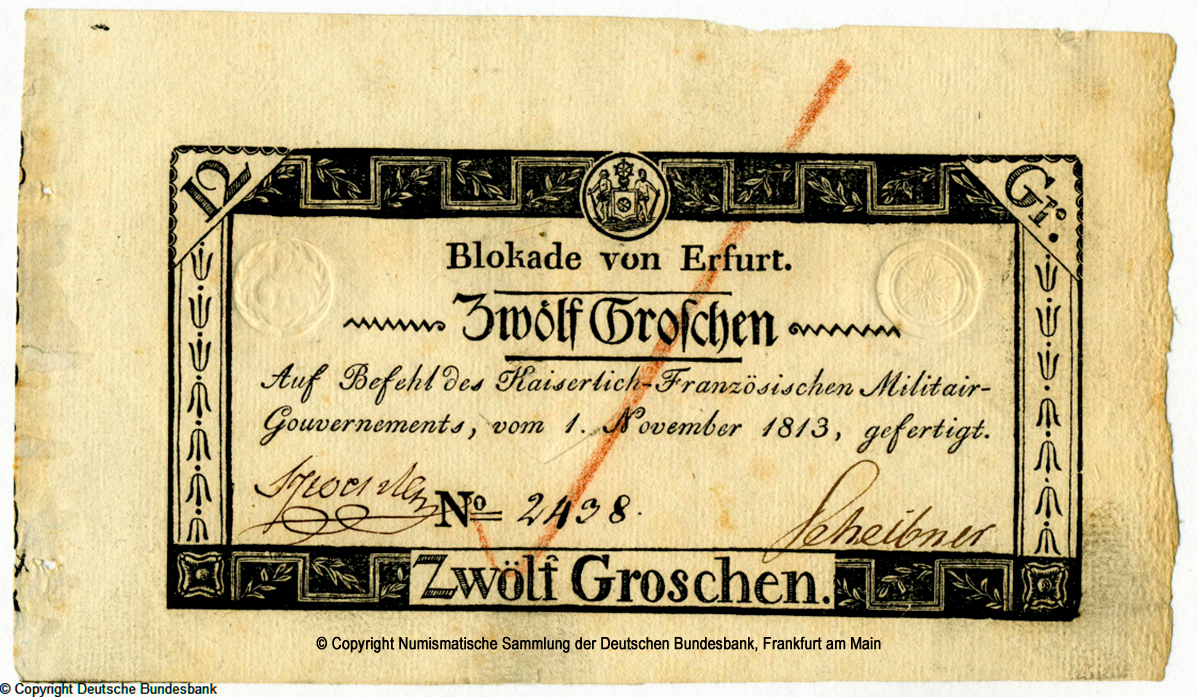 12
Gr.
Blokade von Erfurt.
Zwölf Groschen
Auf Befehl des Kaiserlich-Französischen Militair-
Gouvernements, vom 1. November 1813, gefertigt.
No 2438.
Scheibner
Zwölf Groschen.
© Copyright Numismatische Sammlung der Deutschen Bundesbank, Frankfurt am Main
© Copyright Deutsche Bundesbank